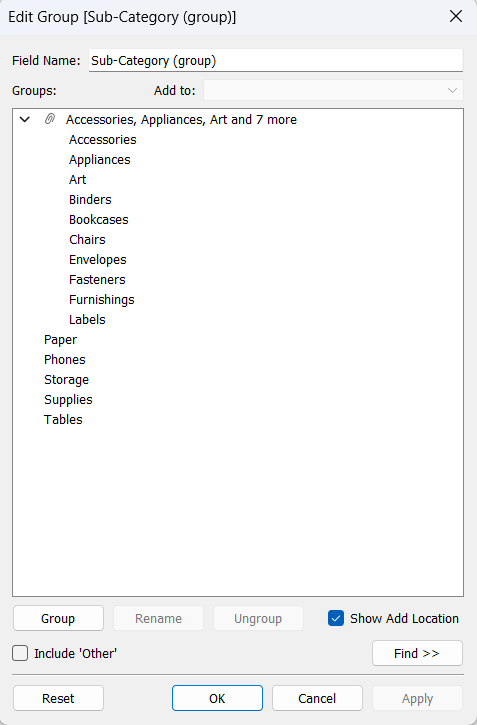 Edit Group [Sub-Category (group)]
Field Name: Sub-Category (group)
Groups: Add to:
Accessories, Appliances, Art and 7 more
Accessories
Appliances
Art
Binders
Bookcases
Chairs
Envelopes
Fasteners
Furnishings
Labels
Paper
Phones
Storage
Supplies
Tables
Group Rename Ungroup Show Add Location
Include 'Other' Find >>
Reset OK Cancel Apply